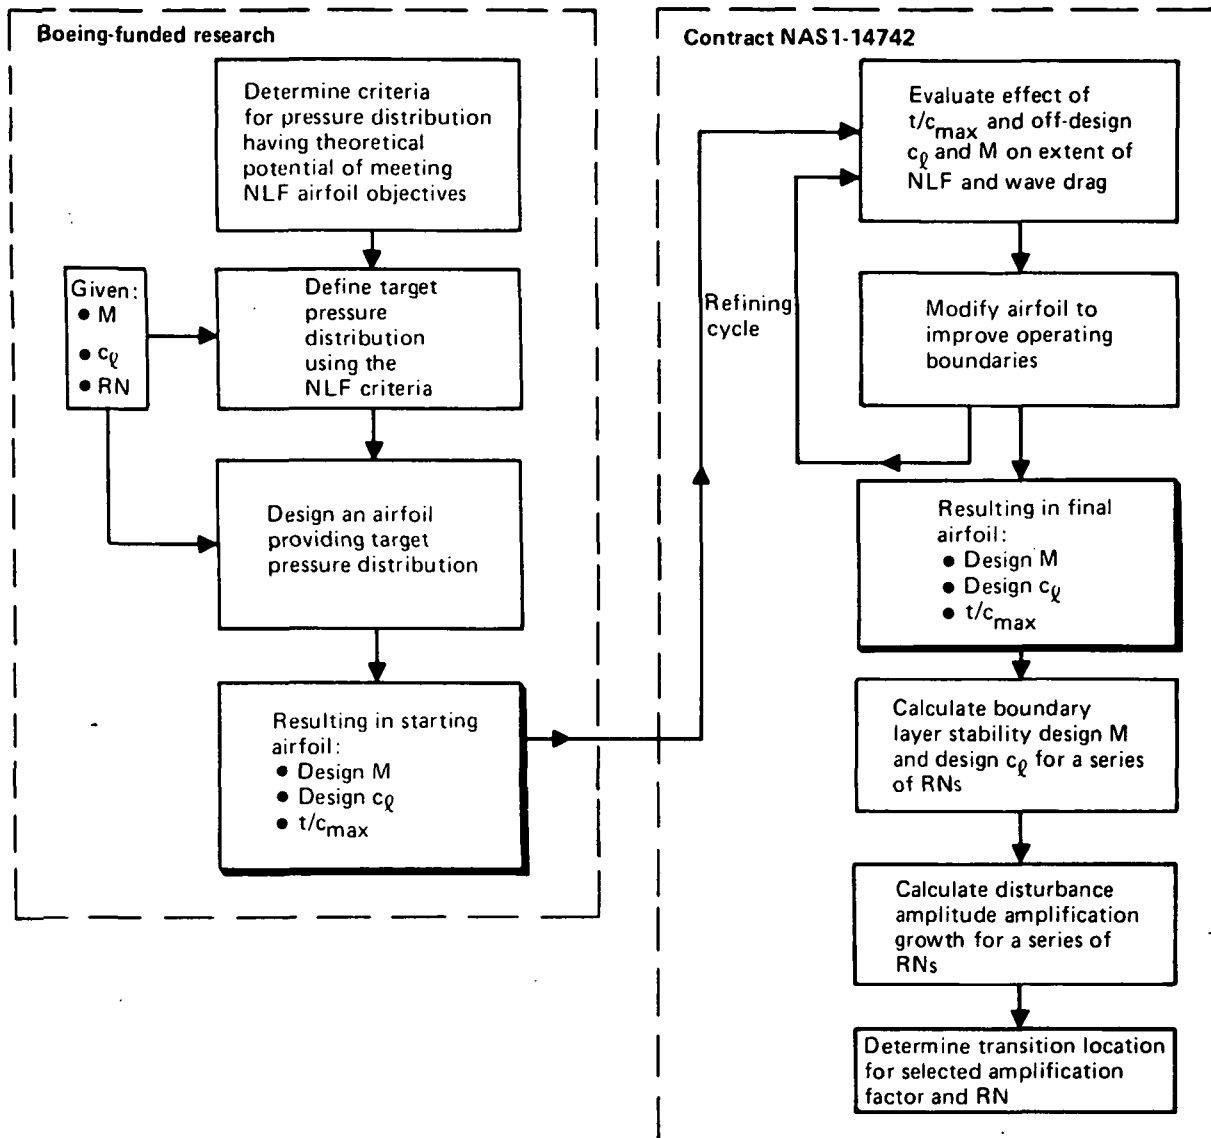 Boeing-funded research
Determine criteria
for pressure distribution
having theoretical
potential of meeting
NLF airfoil objectives
Given:
● M
● cℓ
● RN
Define target
pressure
distribution
using the
NLF criteria
Design an airfoil
providing target
pressure distribution
Resulting in starting
airfoil:
● Design M
● Design cℓ
● t/cmax
Contract NAS1-14742
Evaluate effect of
t/cmax and off-design
cℓ and M on extent of
NLF and wave drag
Refining
cycle
Modify airfoil to
improve operating
boundaries
Resulting in final
airfoil:
● Design M
● Design cℓ
● t/cmax
Calculate boundary
layer stability design M
and design cℓ for a series
of RNs
Calculate disturbance
amplitude amplification
growth for a series of
RNs
Determine transition location
for selected amplification
factor and RN